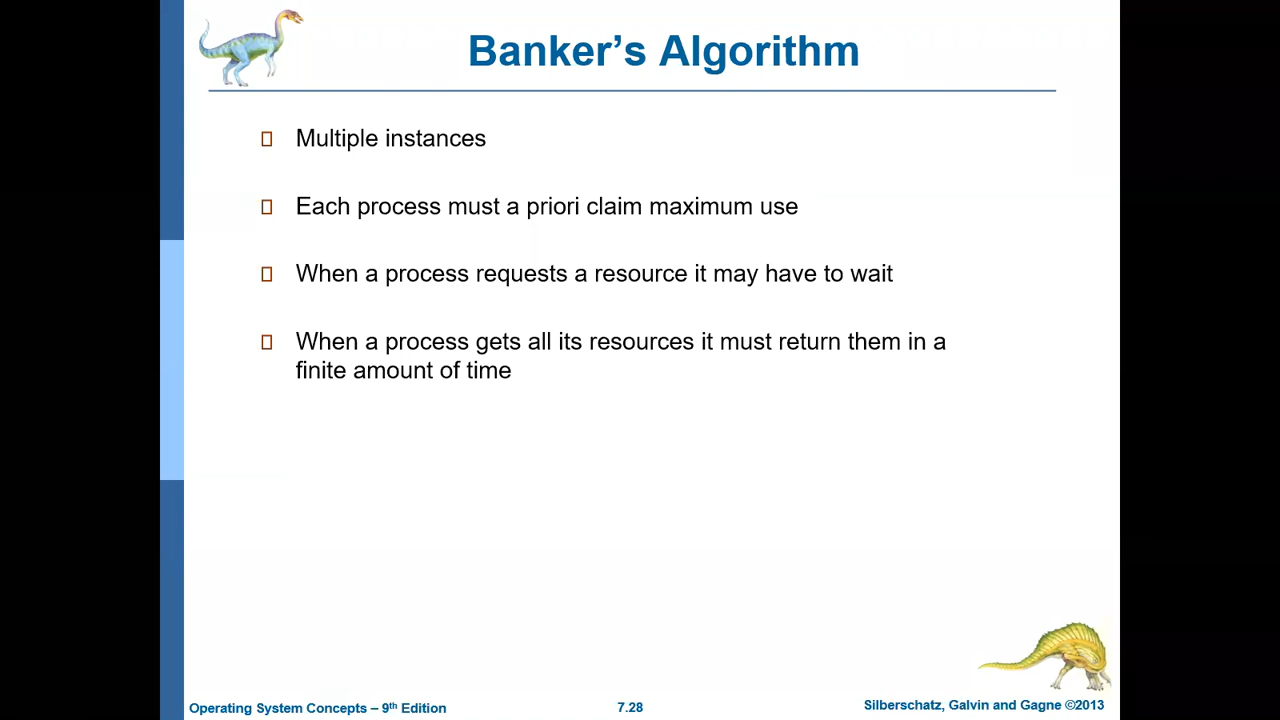 Banker's Algorithm
Multiple instances
Each process must a priori claim maximum use
When a process requests a resource it may have to wait
When a process gets all its resources it must return them in a
finite amount of time
Operating System Concepts – 9th Edition
7.28
Silberschatz, Galvin and Gagne ©2013